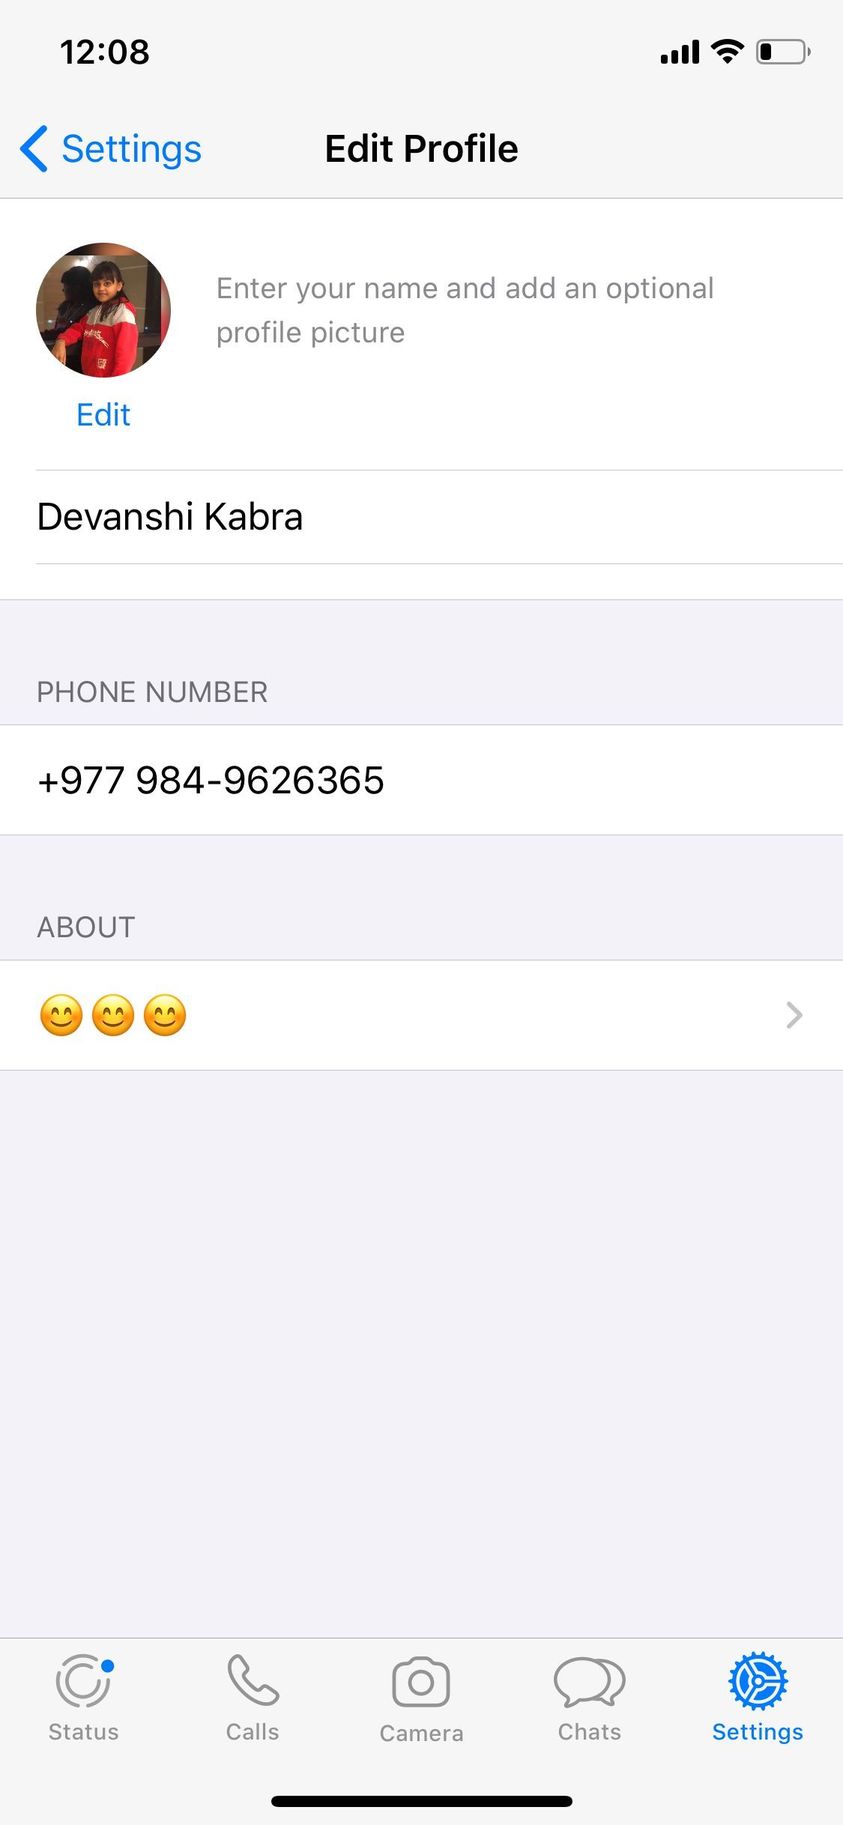 12:08
Settings
Edit Profile
Enter your name and add an optional
profile picture
Edit
Devanshi Kabra
PHONE NUMBER
+977 984-9626365
ABOUT
😊😊😊
Status
Calls
Camera
Chats
Settings